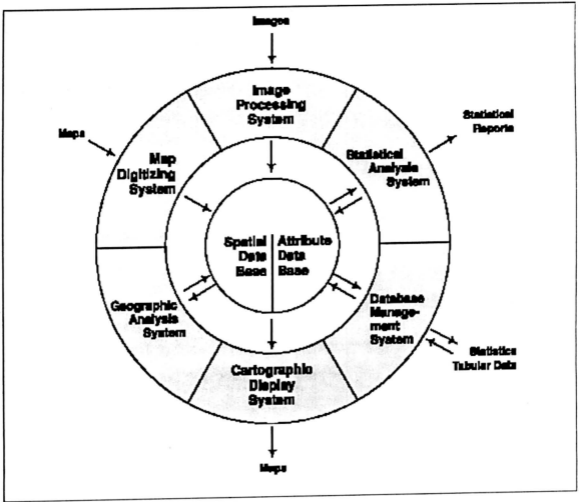 Images
Image
Processing
System
Maps
Map
Digitizing
System
Statistical
Analysis
System
Statistical
Reports
Spatial
Data
Base
Attribute
Data
Base
Geographic
Analysis
System
Database
Manage-
ment
System
Statistics
Tabular Data
Cartographic
Display
System
Maps